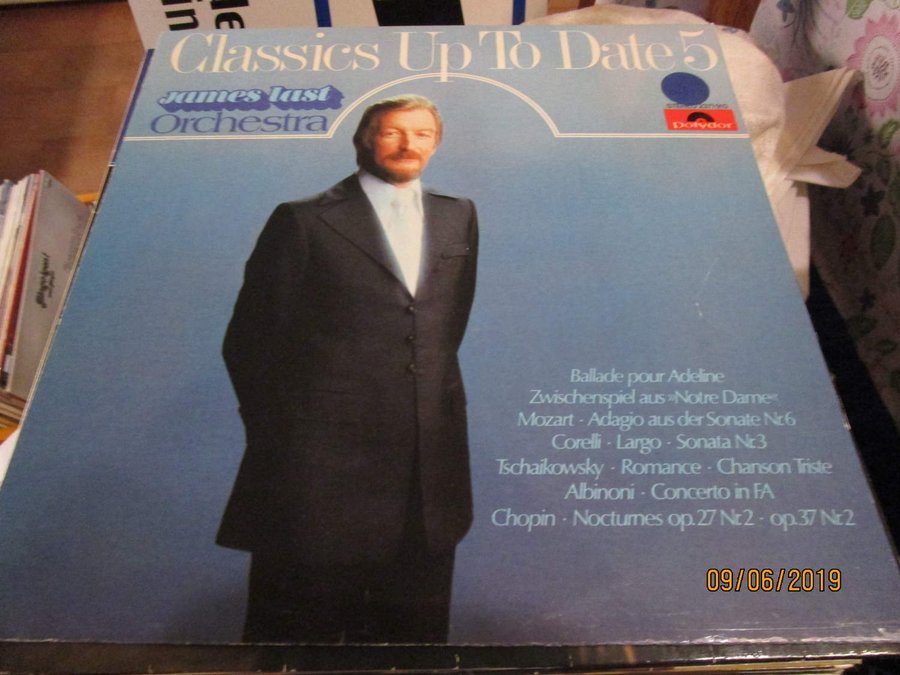 Classics Up To Date 5
James Last
Orchestra
Polydor
Ballade pour Adeline
Zwischenspiel aus »Notre Dame«
Mozart · Adagio aus der Sonate Nr.6
Corelli · Largo · Sonata Nr.3
Tschaikowsky · Romance · Chanson Triste
Albinoni · Concerto in FA
Chopin · Nocturnes op.27 Nr.2 · op.37 Nr.2
09/06/2019